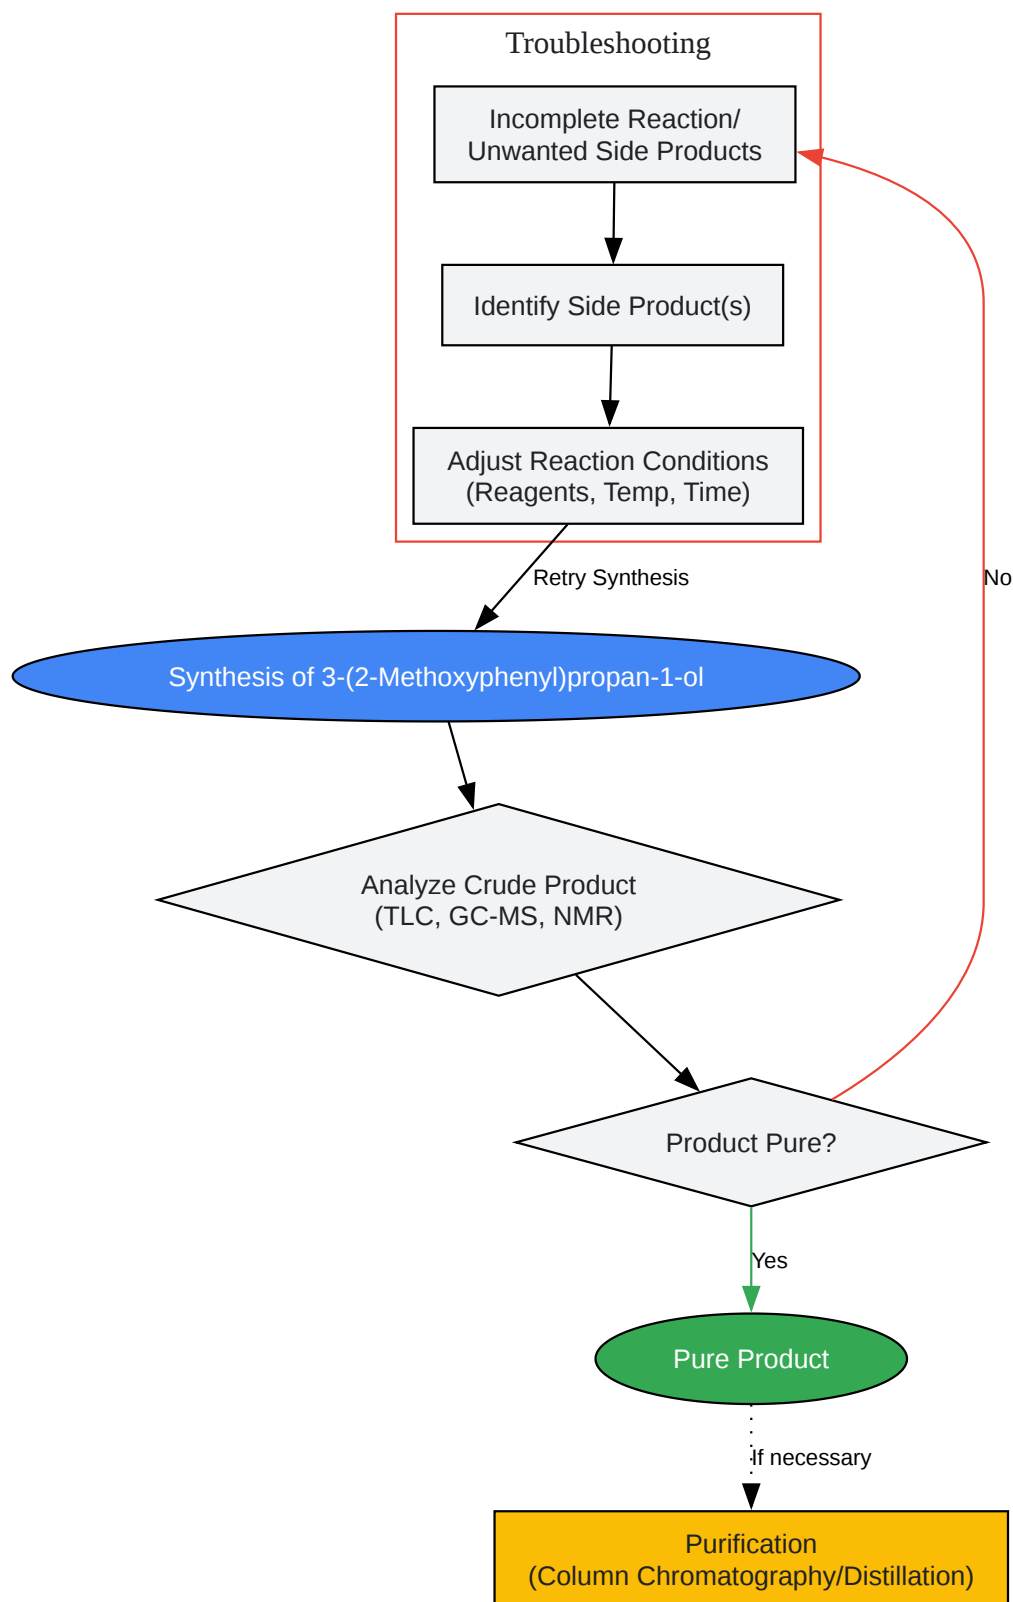 Troubleshooting
Incomplete Reaction/
Unwanted Side Products
Identify Side Product(s)
Adjust Reaction Conditions
(Reagents, Temp, Time)
Retry Synthesis
No
Synthesis of 3-(2-Methoxyphenyl)propan-1-ol
Analyze Crude Product
(TLC, GC-MS, NMR)
Product Pure?
Yes
Pure Product
If necessary
Purification
(Column Chromatography/Distillation)